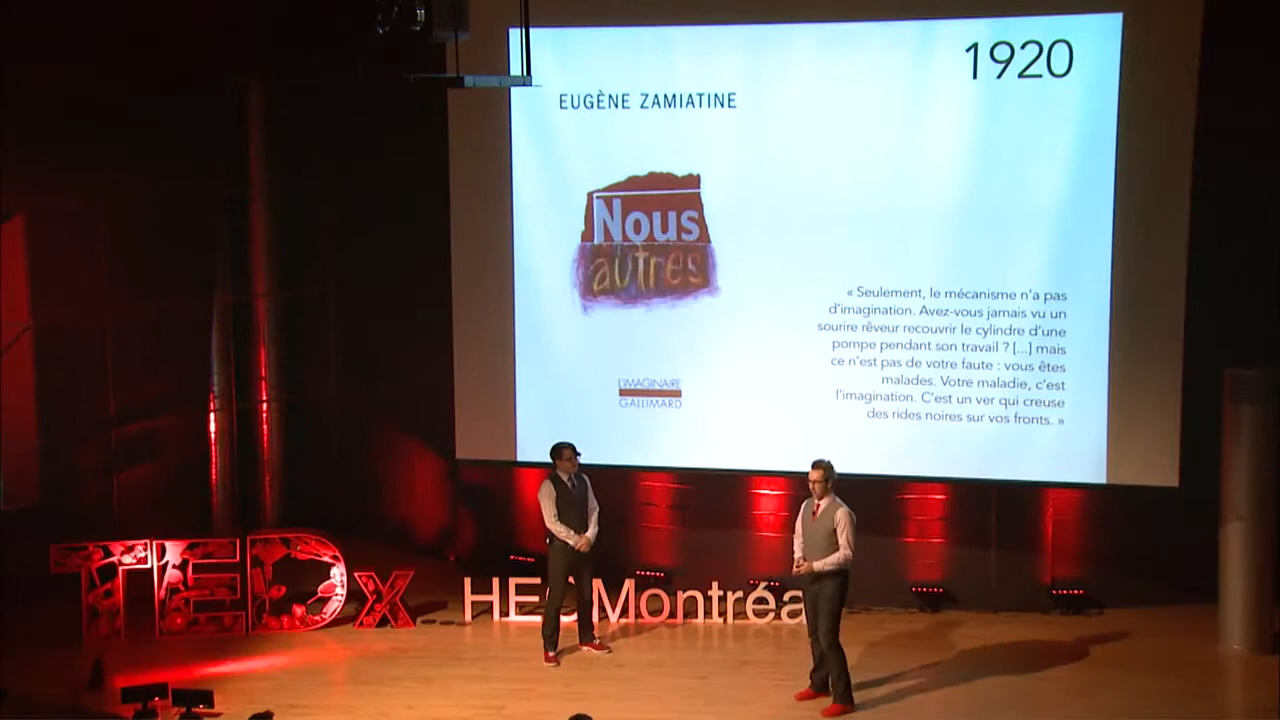 1920
EUGÈNE ZAMIATINE
Nous
autres
« Seulement, le mécanisme n'a pas
d'imagination. Avez-vous jamais vu un
sourire rêveur recouvrir le cylindre d'une
pompe pendant son travail ? [...] mais
ce n'est pas de votre faute : vous êtes
malades. Votre maladie, c'est
l'imagination. C'est un ver qui creuse
des rides noires sur vos fronts. »
L'IMAGINAIRE
GALLIMARD
TEDx
HECMontréa